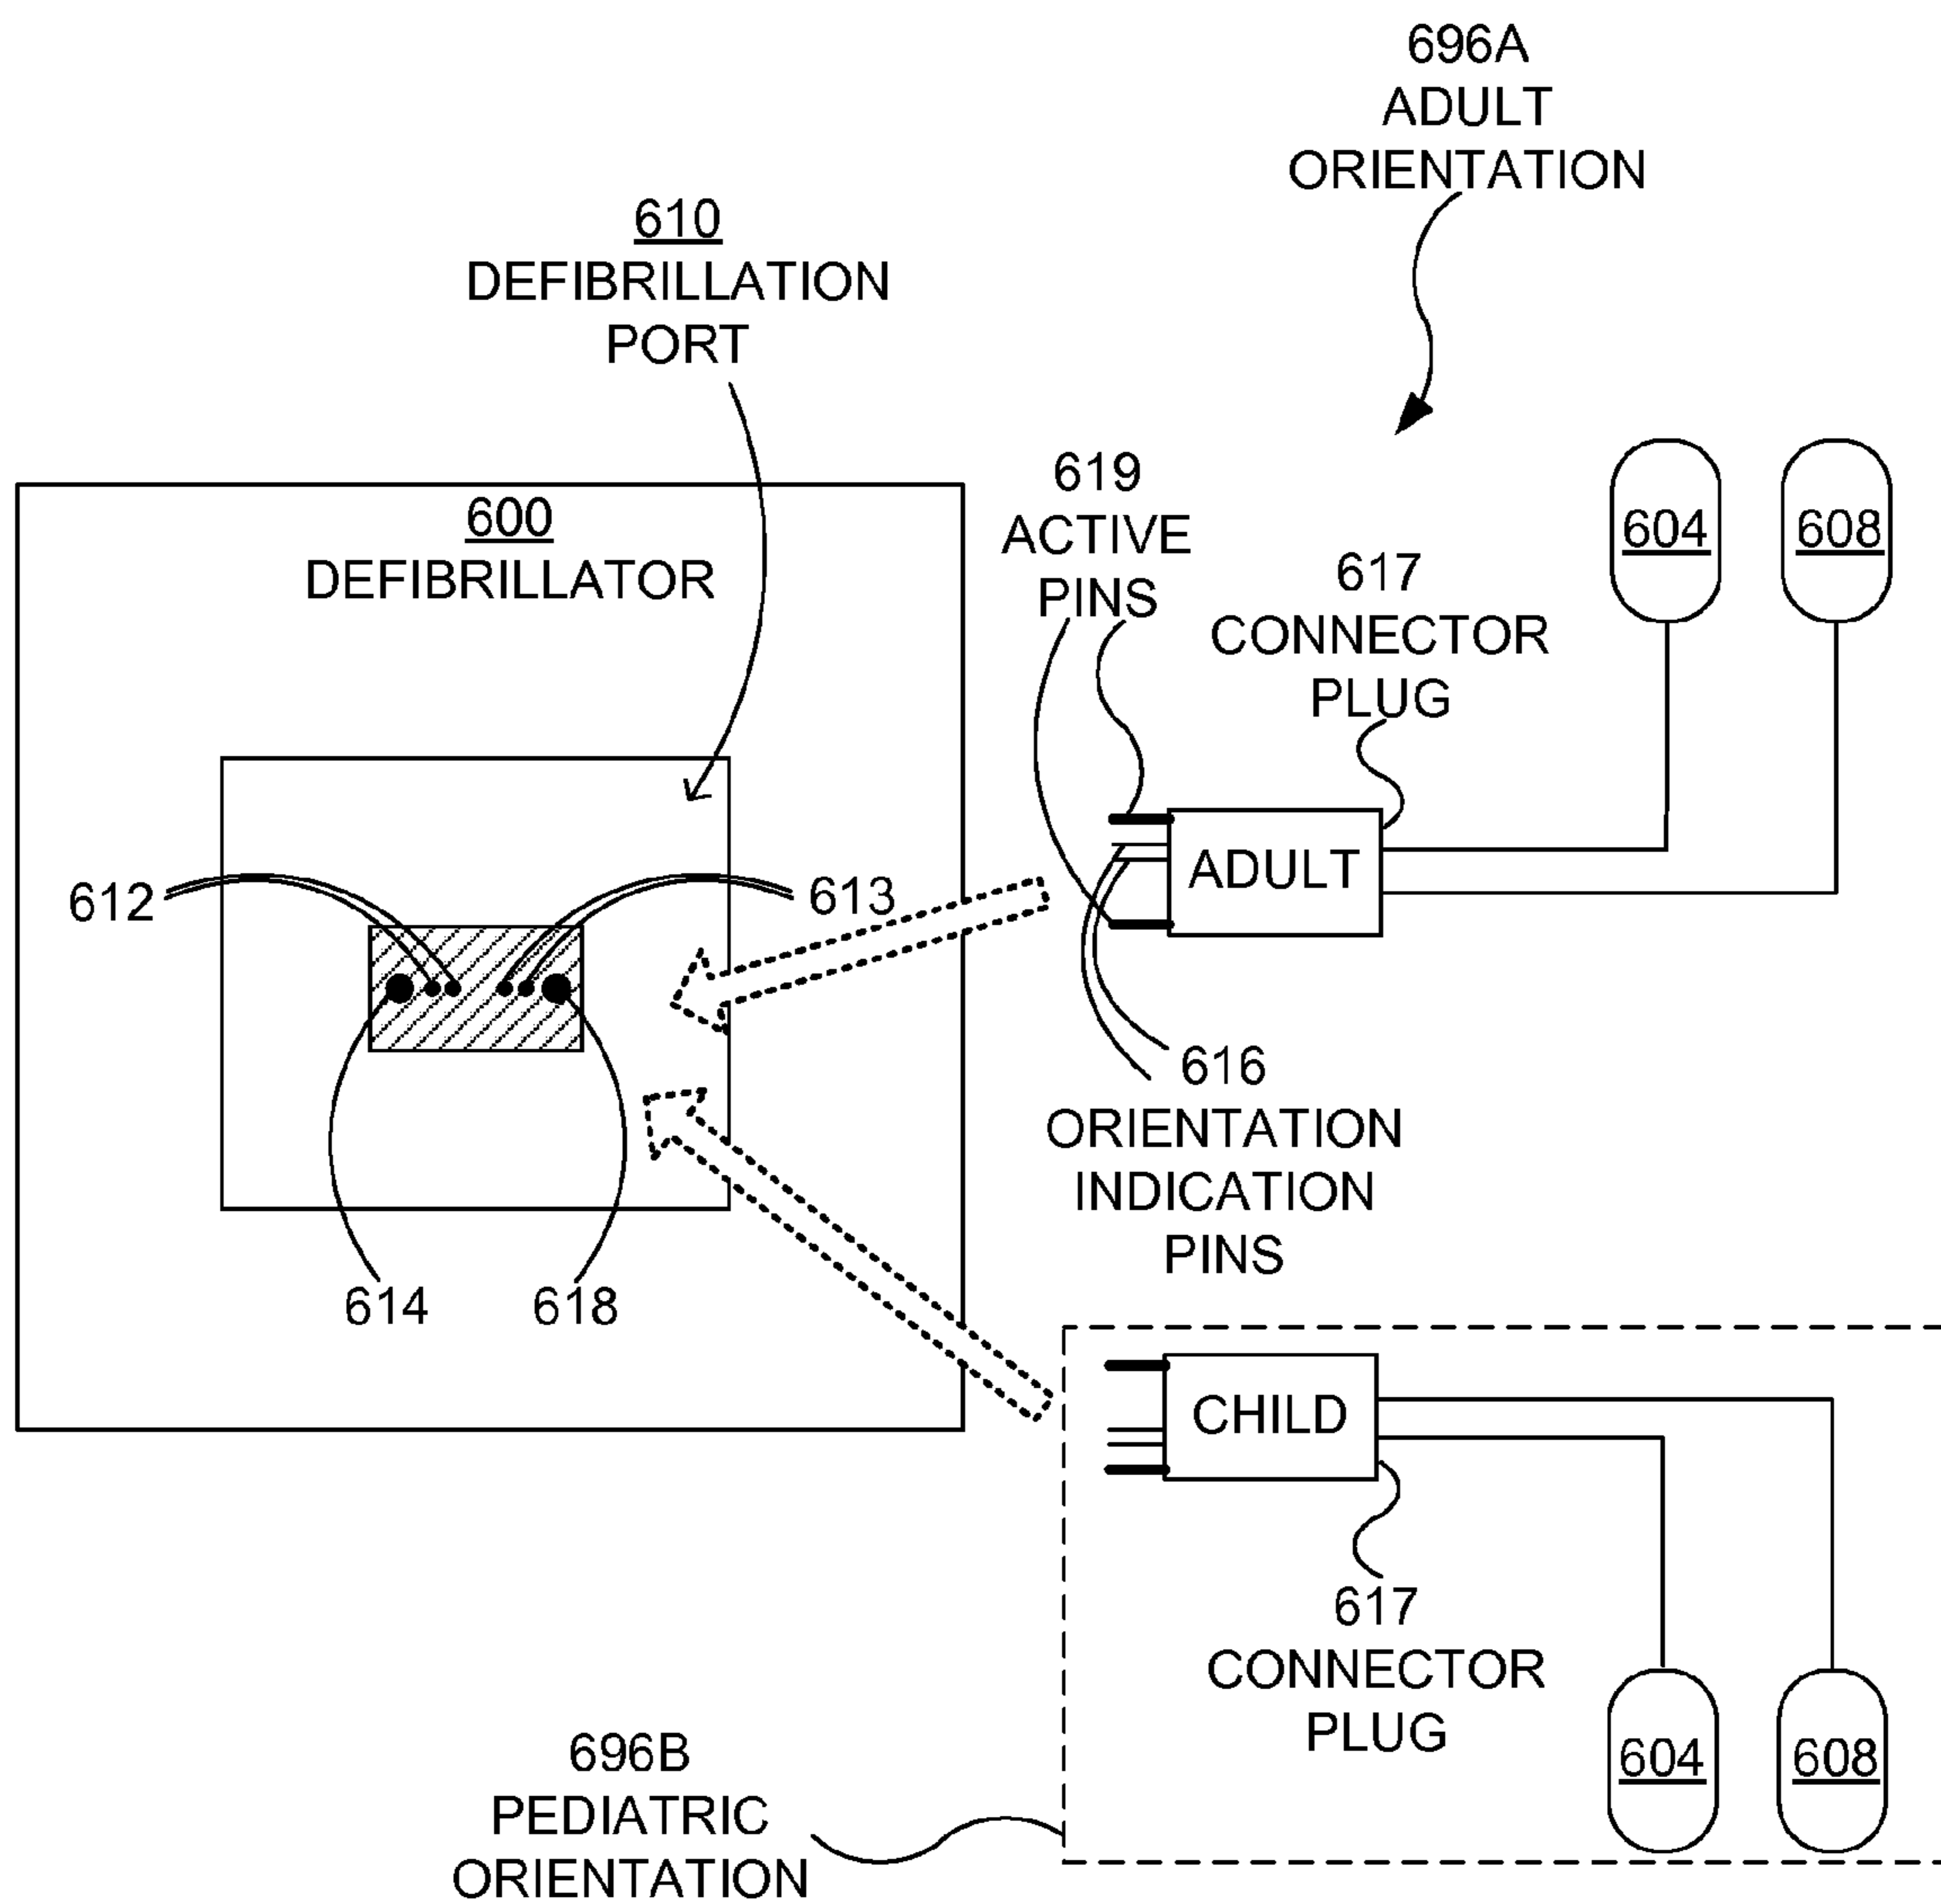 696A
ADULT
ORIENTATION
610
DEFIBRILLATION
PORT
600
DEFIBRILLATOR
619
ACTIVE
PINS
617
CONNECTOR
PLUG
604
608
612
613
ADULT
616
ORIENTATION
INDICATION
PINS
614
618
CHILD
617
CONNECTOR
PLUG
604
608
696B
PEDIATRIC
ORIENTATION